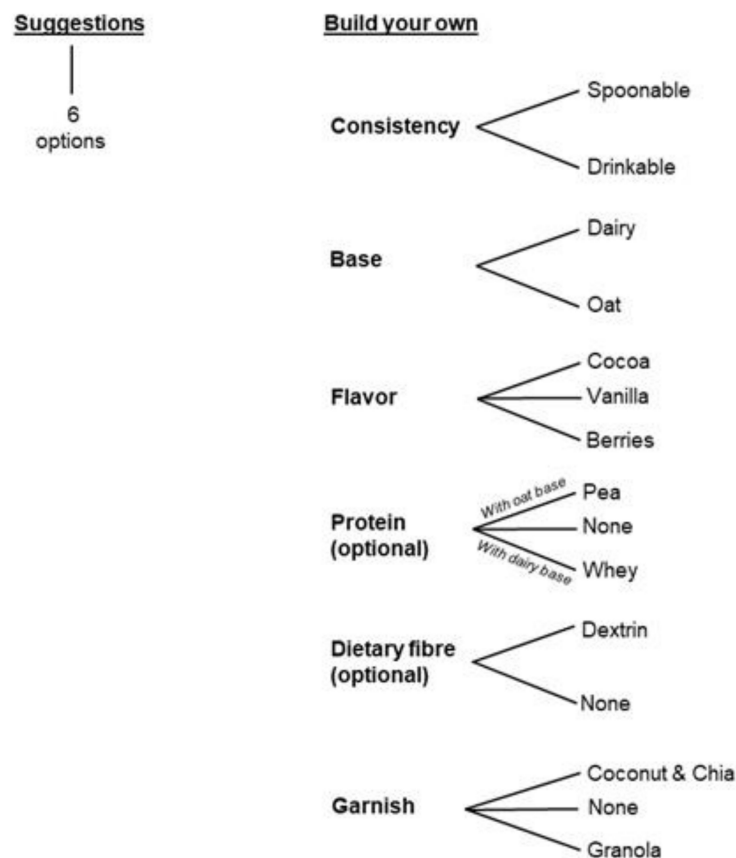 Suggestions
6
options
Build your own
Consistency
Spoonable
Drinkable
Base
Dairy
Oat
Flavor
Cocoa
Vanilla
Berries
Protein
(optional)
With oat base
Pea
None
With dairy base
Whey
Dietary fibre
(optional)
Dextrin
None
Garnish
Coconut & Chia
None
Granola